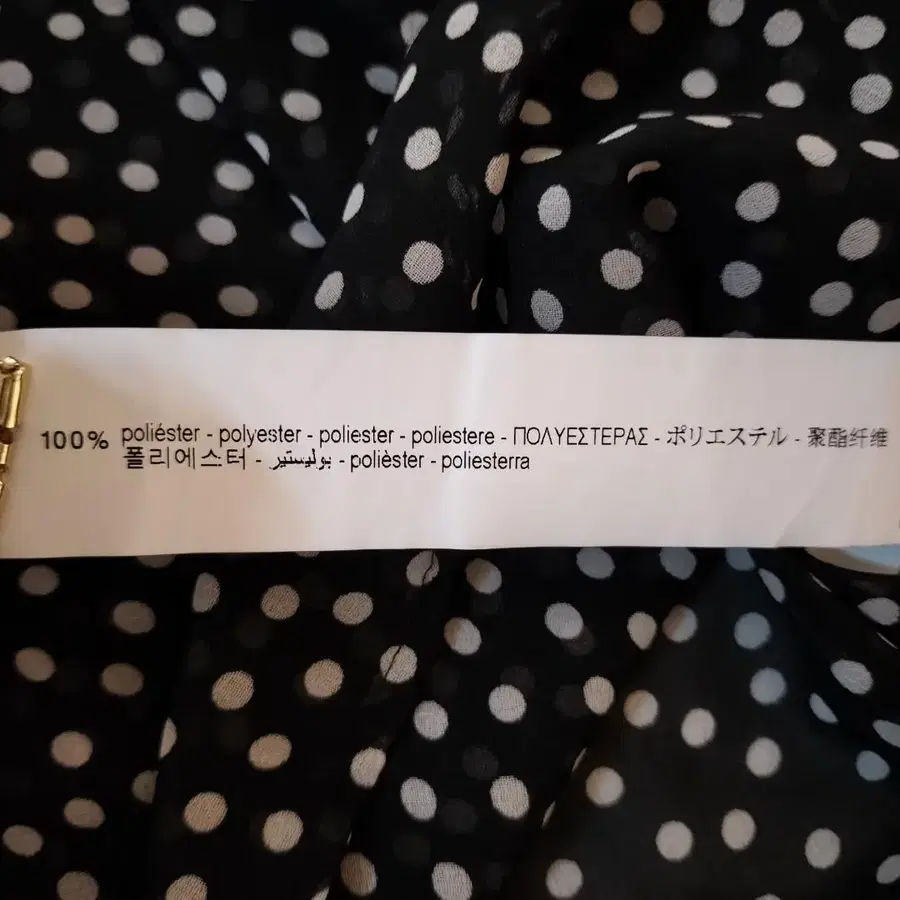 100% poliéster - polyester - poliester - poliestere - ΠΟΛΥΕΣΤΕΡΑΣ - ポリエステル - 聚酯纤维
폴리에스터 - بوليستير - polièster - poliesterra